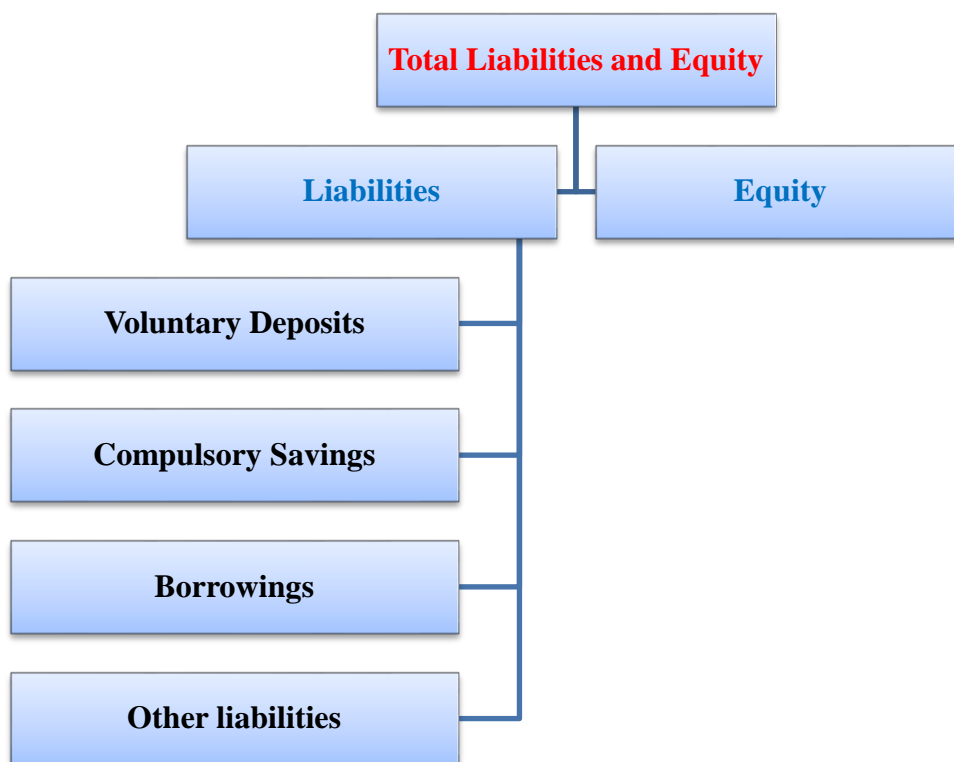 Total Liabilities and Equity
Liabilities
Equity
Voluntary Deposits
Compulsory Savings
Borrowings
Other liabilities